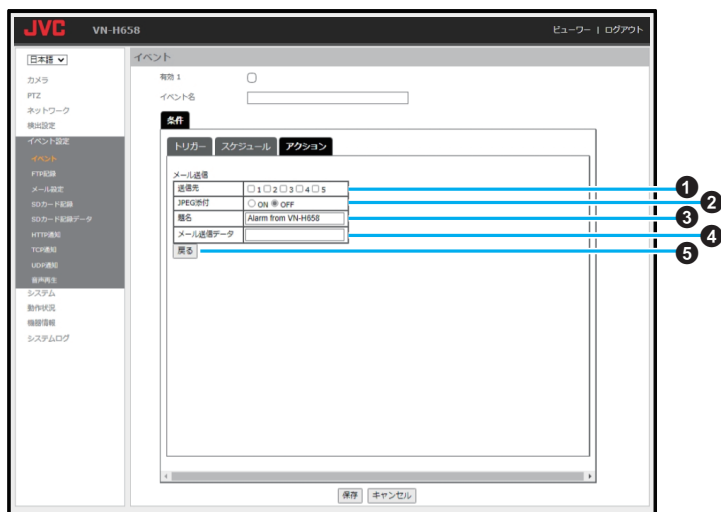 JVC VN-H658 ビューワー | ログアウト
日本語
イベント
カメラ
PTZ
ネットワーク
検出設定
イベント設定
イベント
FTP記録
メール設定
SDカード記録
SDカード記録データ
HTTP通知
TCP通知
UDP通知
音声再生
システム
動作状況
機器情報
システムログ
有効 1
イベント名
条件
トリガー スケジュール アクション
メール送信
送信先 1 2 3 4 5
JPEG添付 ON OFF
題名 Alarm from VN-H658
メール送信データ
戻る
保存 キャンセル
1
2
3
4
5